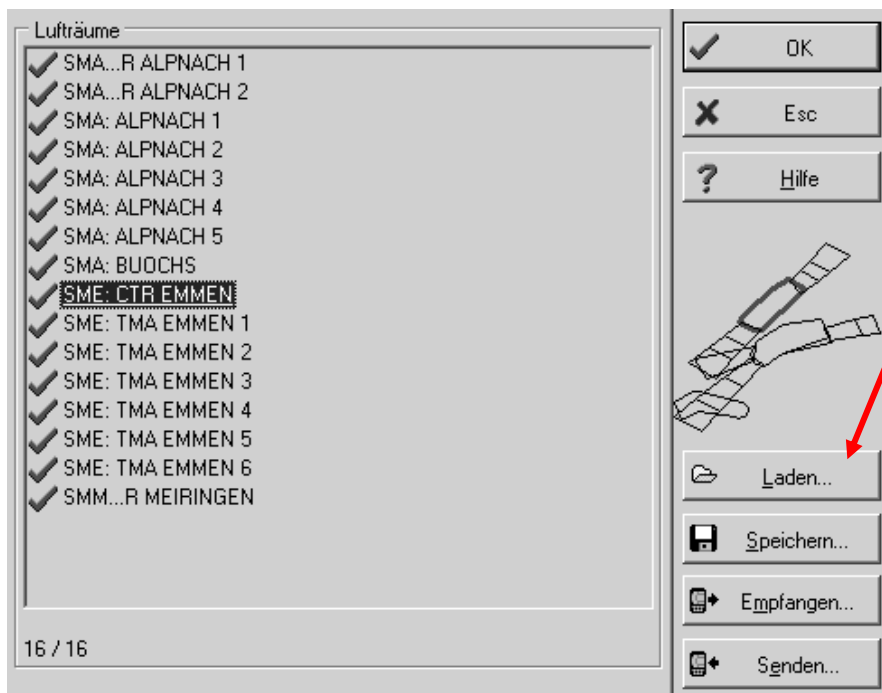 Lufträume
SMA...R ALPNACH 1
SMA...R ALPNACH 2
SMA: ALPNACH 1
SMA: ALPNACH 2
SMA: ALPNACH 3
SMA: ALPNACH 4
SMA: ALPNACH 5
SMA: BUOCHS
SME: CTR EMMEN
SME: TMA EMMEN 1
SME: TMA EMMEN 2
SME: TMA EMMEN 3
SME: TMA EMMEN 4
SME: TMA EMMEN 5
SME: TMA EMMEN 6
SMM...R MEIRINGEN
16 / 16
OK
Esc
Hilfe
Laden...
Speichern...
Empfangen...
Senden...